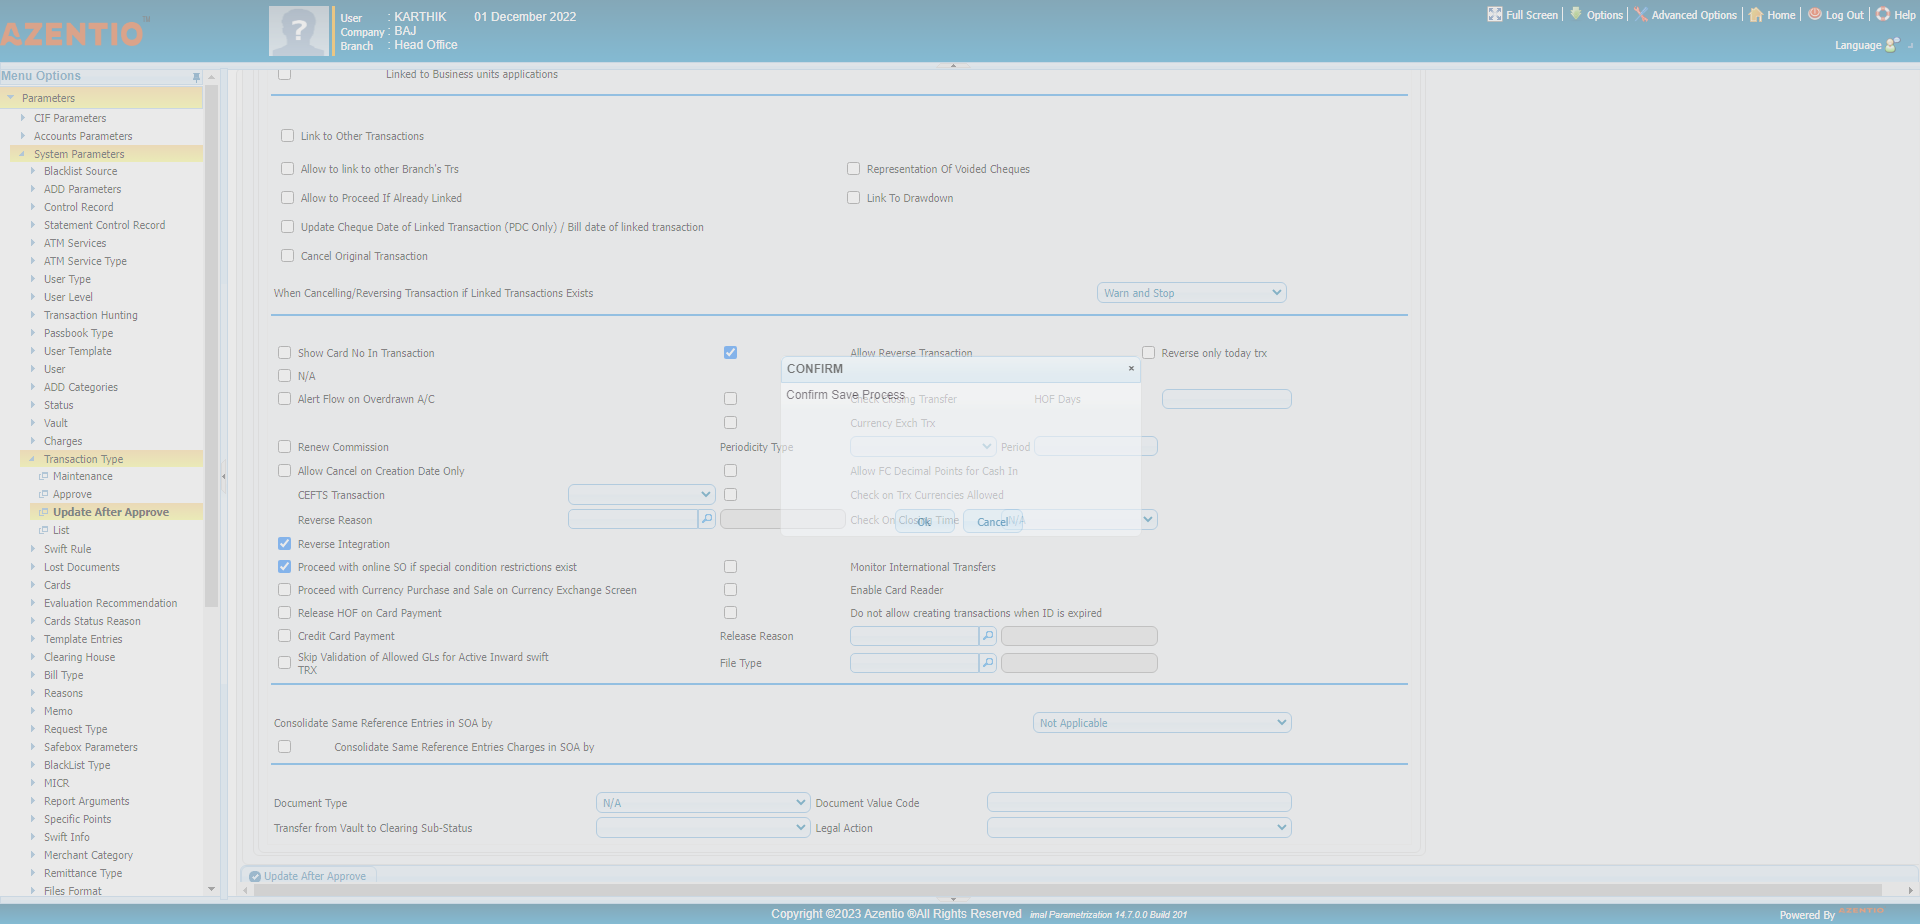 AZENTIO
TM
User : KARTHIK 01 December 2022
Company : BAJ
Branch : Head Office
Full Screen Options Advanced Options Home Log Out Help
Language
Menu Options
Parameters
CIF Parameters
Accounts Parameters
System Parameters
Blacklist Source
ADD Parameters
Control Record
Statement Control Record
ATM Services
ATM Service Type
User Type
User Level
Transaction Hunting
Passbook Type
User Template
User
ADD Categories
Status
Vault
Charges
Transaction Type
Maintenance
Approve
Update After Approve
List
Swift Rule
Lost Documents
Cards
Evaluation Recommendation
Cards Status Reason
Template Entries
Clearing House
Bill Type
Reasons
Memo
Request Type
Safebox Parameters
BlackList Type
MICR
Report Arguments
Specific Points
Swift Info
Merchant Category
Remittance Type
Files Format
Linked to Business units applications
Link to Other Transactions
Allow to link to other Branch's Trs Representation Of Voided Cheques
Allow to Proceed If Already Linked Link To Drawdown
Update Cheque Date of Linked Transaction (PDC Only) / Bill date of linked transaction
Cancel Original Transaction
When Cancelling/Reversing Transaction if Linked Transactions Exists Warn and Stop
Show Card No In Transaction Allow Reverse Transaction Reverse only today trx
N/A
Alert Flow on Overdrawn A/C Check Closing Transfer HOF Days
Currency Exch Trx
Renew Commission Periodicity Type Period
Allow Cancel on Creation Date Only Allow FC Decimal Points for Cash In
CEFTS Transaction Check on Trx Currencies Allowed
Reverse Reason Check On Closing Time N/A
CONFIRM ×
Confirm Save Process
Ok Cancel
Reverse Integration
Proceed with online SO if special condition restrictions exist Monitor International Transfers
Proceed with Currency Purchase and Sale on Currency Exchange Screen Enable Card Reader
Release HOF on Card Payment Do not allow creating transactions when ID is expired
Credit Card Payment Release Reason
Skip Validation of Allowed GLs for Active Inward swift
TRX
File Type
Consolidate Same Reference Entries in SOA by Not Applicable
Consolidate Same Reference Entries Charges in SOA by
Document Type N/A Document Value Code
Transfer from Vault to Clearing Sub-Status Legal Action
Update After Approve
Copyright ©2023 Azentio ®All Rights Reserved imal Parametrization 14.7.0.0 Build 201
Powered By AZENTIO